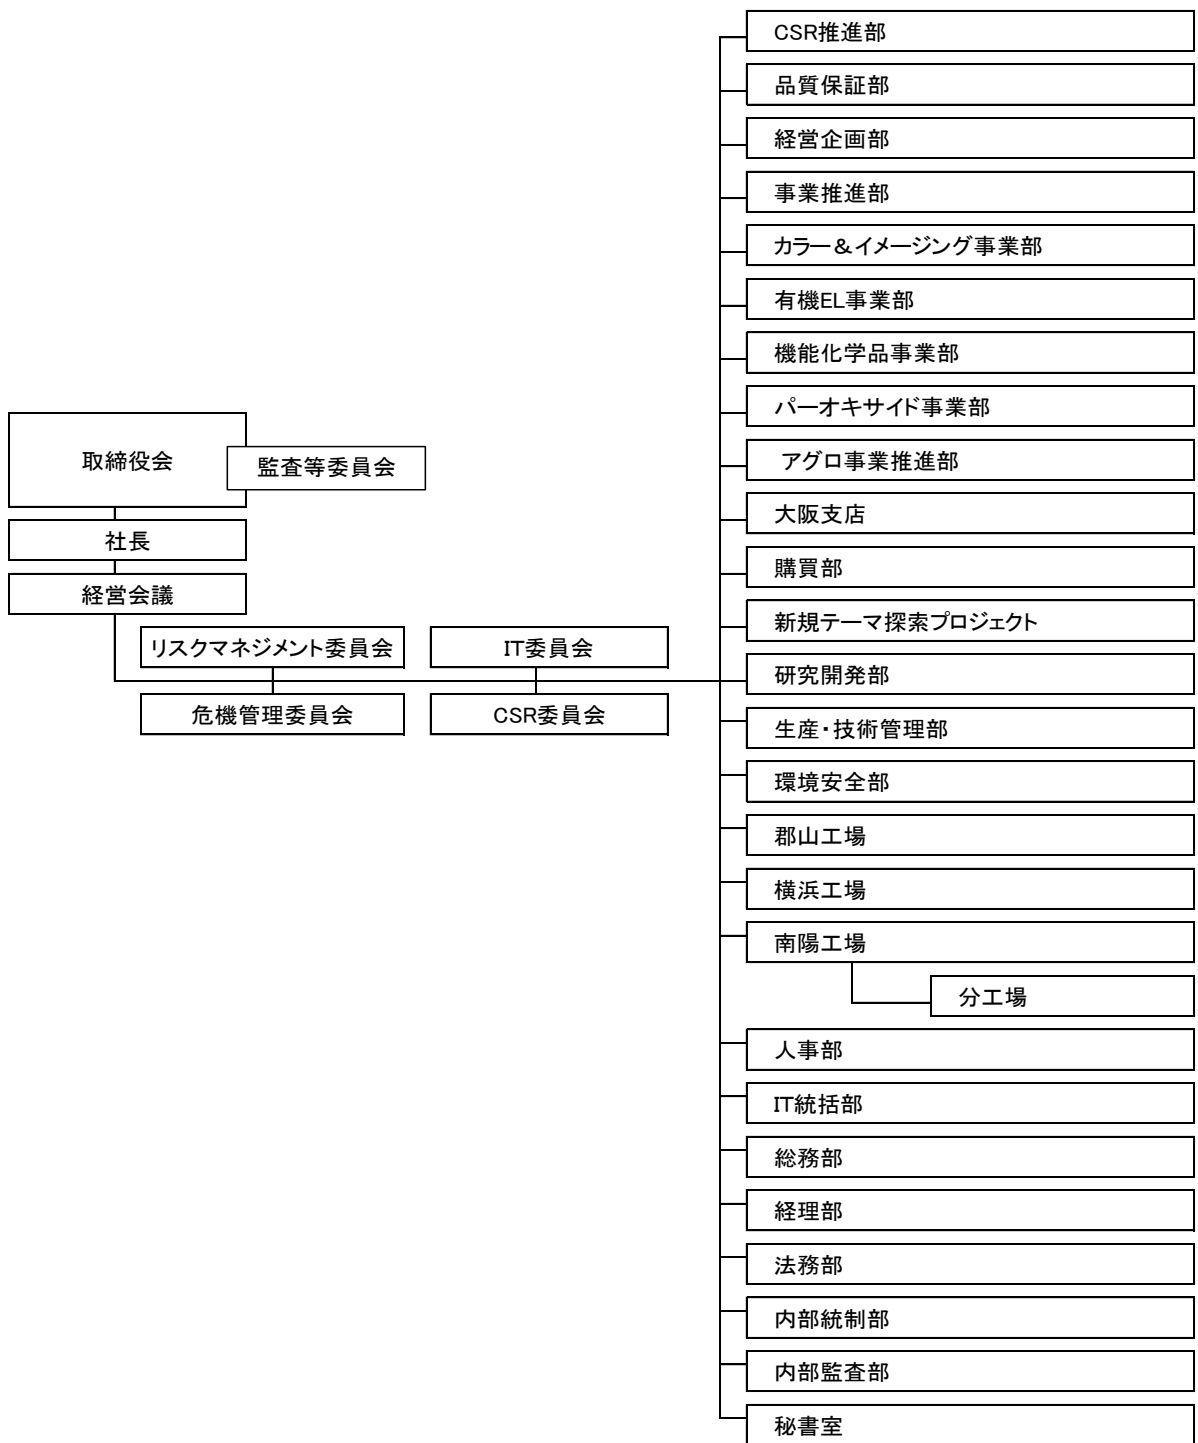 取締役会
監査等委員会
社長
経営会議
リスクマネジメント委員会
IT委員会
危機管理委員会
CSR委員会
CSR推進部
品質保証部
経営企画部
事業推進部
カラー&イメージング事業部
有機EL事業部
機能化学品事業部
パーオキサイド事業部
アグロ事業推進部
大阪支店
購買部
新規テーマ探索プロジェクト
研究開発部
生産・技術管理部
環境安全部
郡山工場
横浜工場
南陽工場
分工場
人事部
IT統括部
総務部
経理部
法務部
内部統制部
内部監査部
秘書室